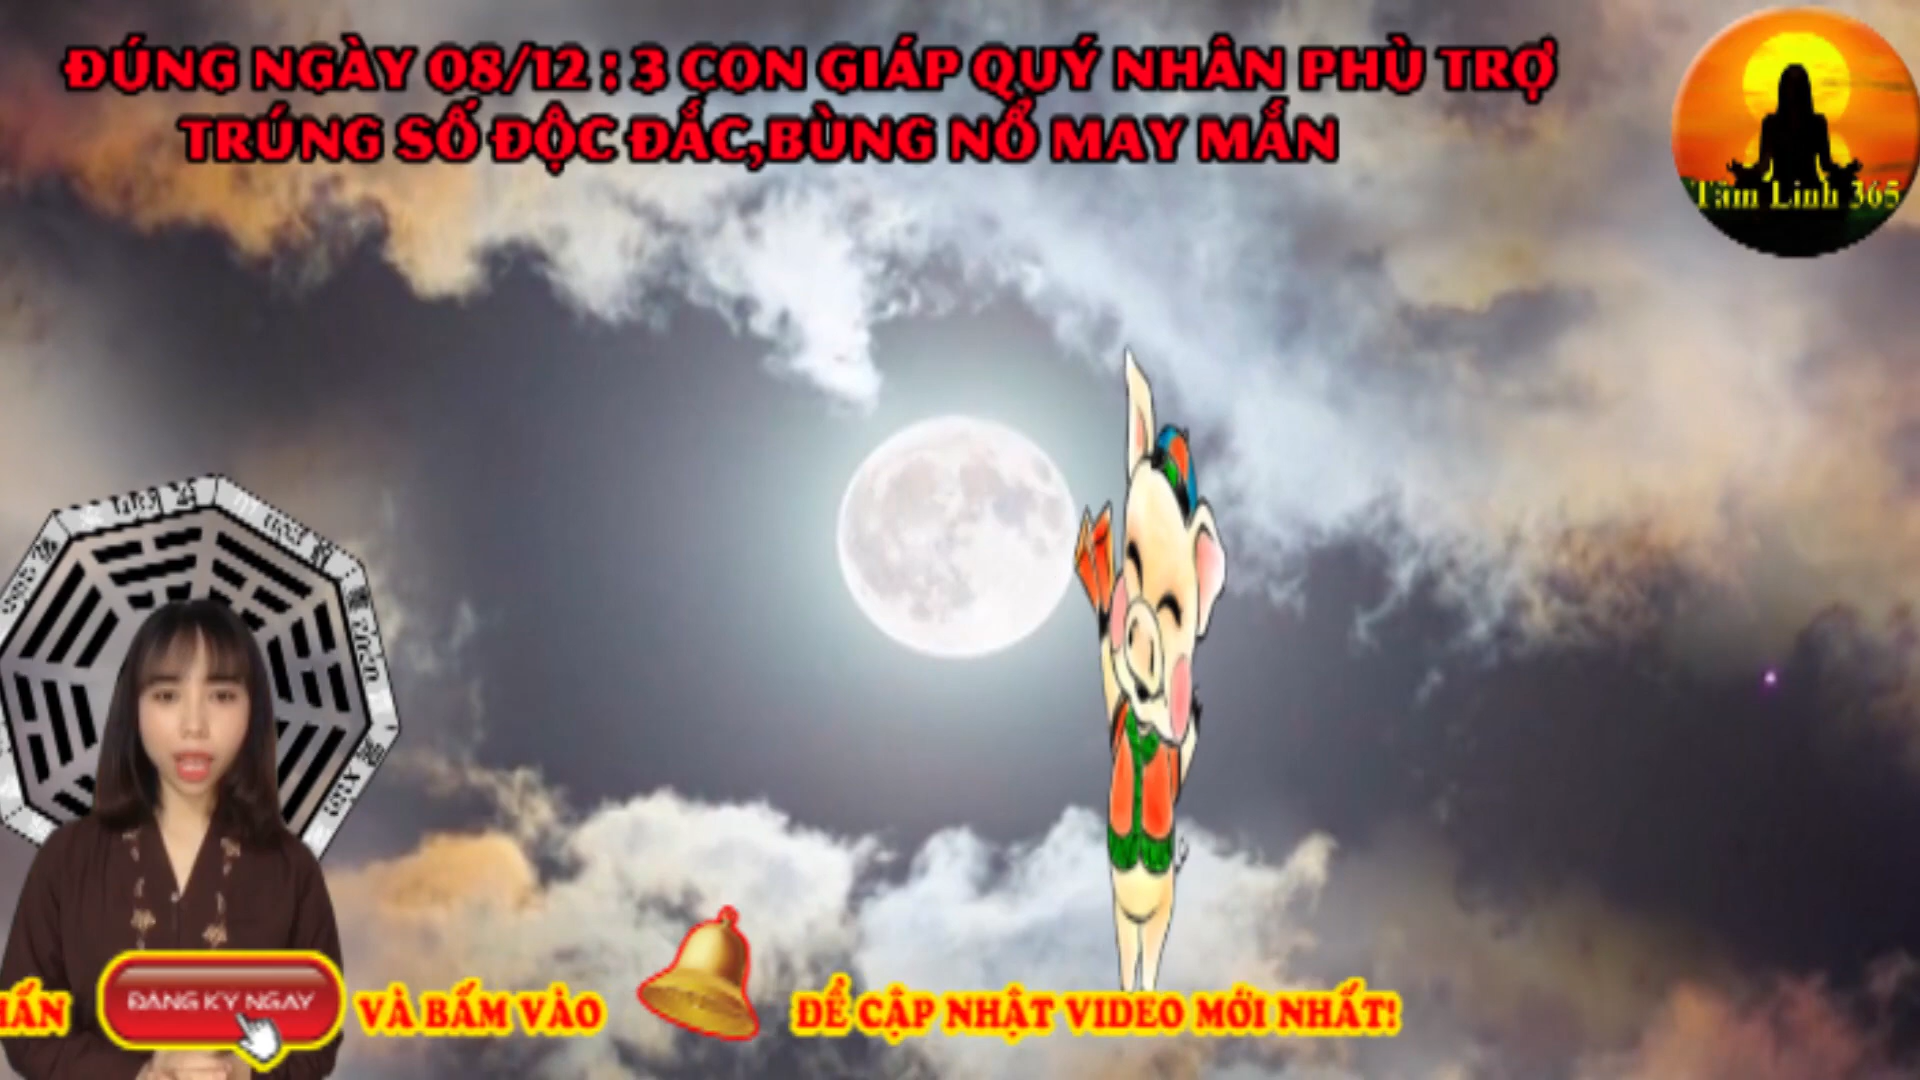 ĐÚNG NGÀY 08/12 : 3 CON GIÁP QUÝ NHÂN PHÙ TRỢ
TRÚNG SỐ ĐỘC ĐẮC,BÙNG NỔ MAY MẮN
Tâm Linh 365
ĐĂNG KÝ NGAY VÀ BẤM VÀO ĐỂ CẬP NHẬT VIDEO MỚI NHẤT!